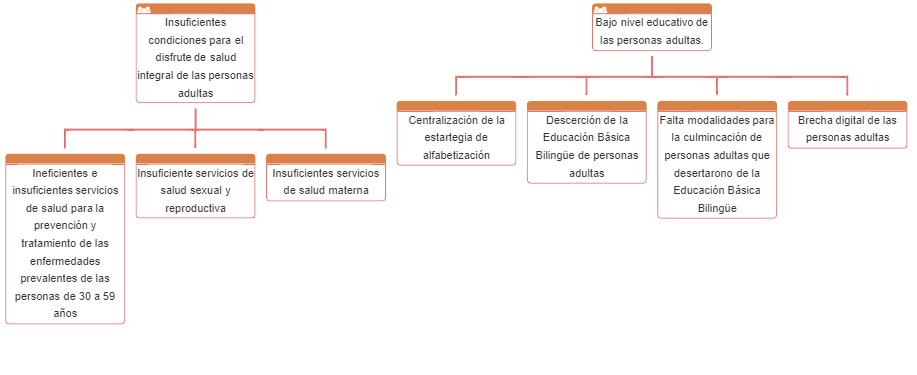 Insuficientes
condiciones para el
disfrute de salud
integral de las personas
adultas
Ineficientes e
insuficientes servicios
de salud para la
prevención y
tratamiento de las
enfermedades
prevalentes de las
personas de 30 a 59
años
Insuficiente servicios de
salud sexual y
reproductiva
Insuficientes servicios
de salud materna
Bajo nivel educativo de
las personas adultas.
Centralización de la
estartegia de
alfabetización
Descerción de la
Educación Básica
Bilingüe de personas
adultas
Falta modalidades para
la culmincación de
personas adultas que
desertarono de la
Educación Básica
Bilingüe
Brecha digital de las
personas adultas